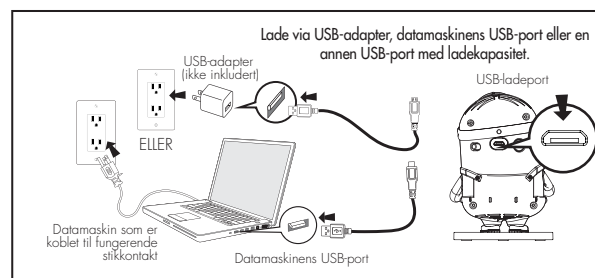 Lade via USB-adapter, datamaskinens USB-port eller en
annen USB-port med ladekapasitet.
USB-adapter
(ikke inkludert)
USB-ladeport
ELLER
Datamaskin som er
koblet til fungerende
stikkontakt
Datamaskinens USB-port